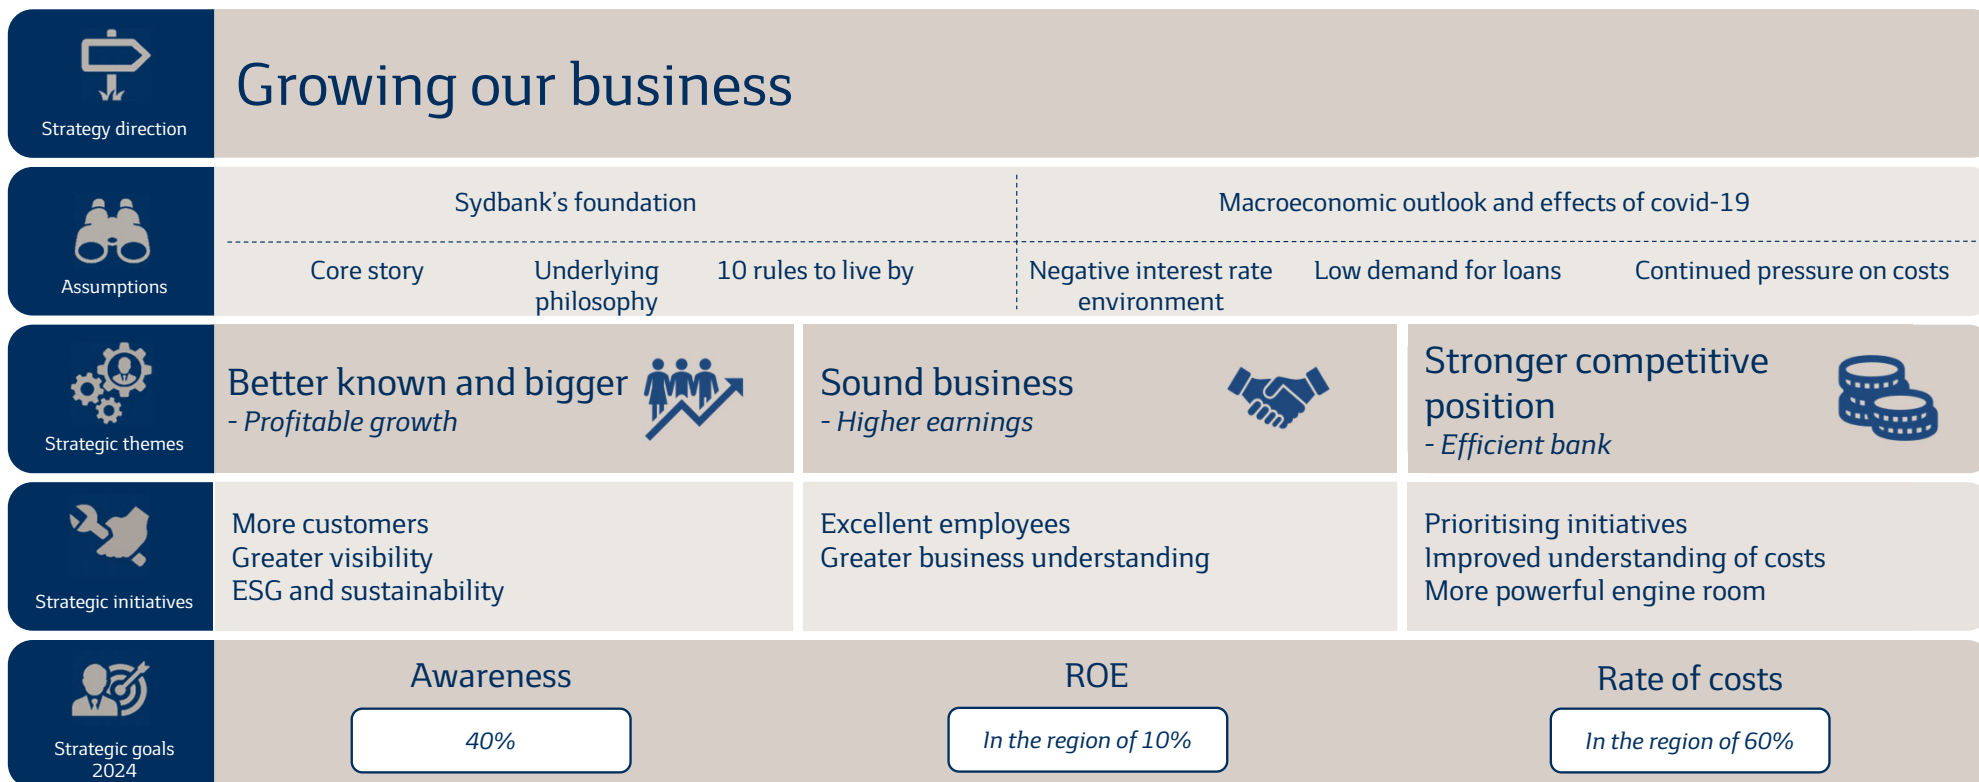 Strategy direction
Growing our business
Assumptions
Sydbank’s foundation
Macroeconomic outlook and effects of covid-19
Core story
Underlying
philosophy
10 rules to live by
Negative interest rate
environment
Low demand for loans
Continued pressure on costs
Strategic themes
Better known and bigger
- Profitable growth
Sound business
- Higher earnings
Stronger competitive
position
- Efficient bank
Strategic initiatives
More customers
Greater visibility
ESG and sustainability
Excellent employees
Greater business understanding
Prioritising initiatives
Improved understanding of costs
More powerful engine room
Strategic goals
2024
Awareness
40%
ROE
In the region of 10%
Rate of costs
In the region of 60%